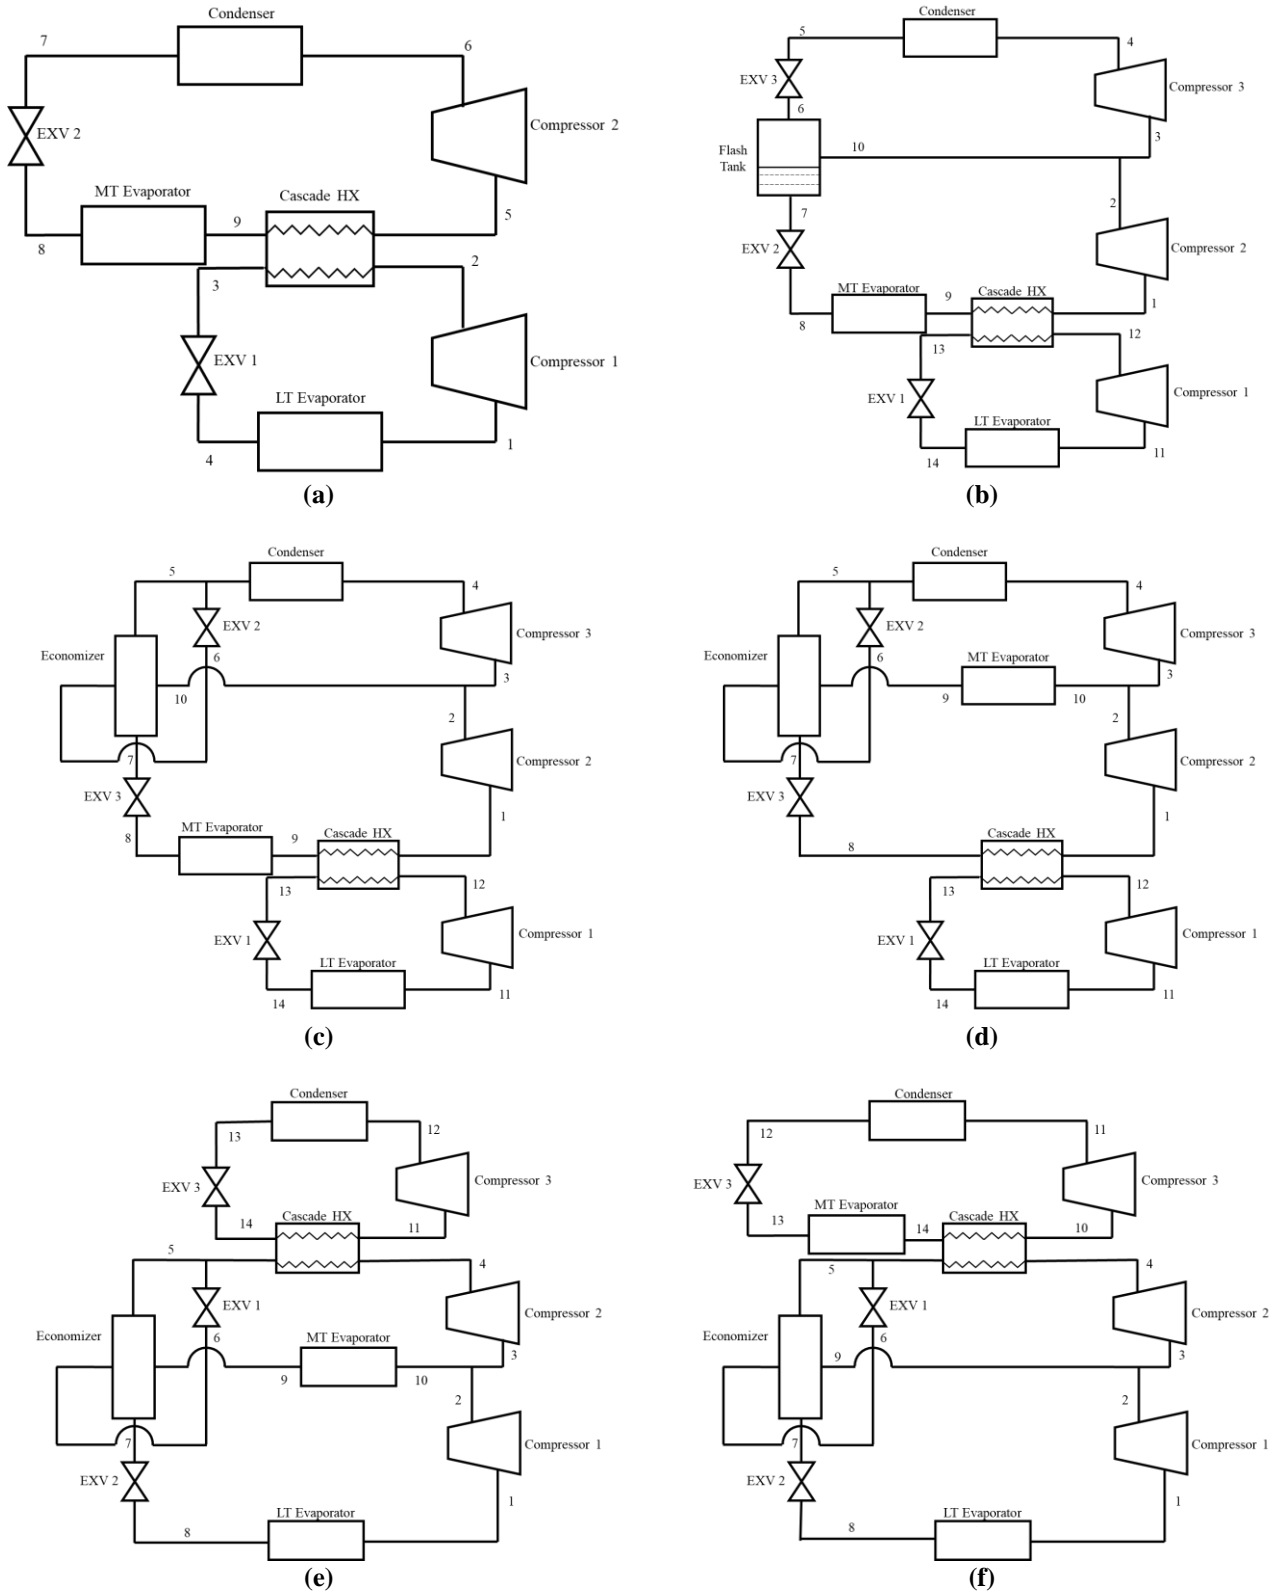 Condenser
7
6
EXV 2
Compressor 2
MT Evaporator
Cascade HX
9
5
8
3
2
EXV 1
Compressor 1
LT Evaporator
4
1
(a)
Condenser
5
4
EXV 3
Compressor 3
6
Flash
Tank
10
3
7
2
EXV 2
Compressor 2
MT Evaporator
9
Cascade HX
1
8
13
12
EXV 1
Compressor 1
LT Evaporator
14
11
(b)
Condenser
5
4
EXV 2
Compressor 3
Economizer
6
10
3
2
7
Compressor 2
EXV 3
1
8
MT Evaporator
9
Cascade HX
13
12
EXV 1
Compressor 1
LT Evaporator
14
11
(c)
Condenser
5
4
EXV 2
Compressor 3
Economizer
6
MT Evaporator
9
10
3
2
7
Compressor 2
EXV 3
1
8
Cascade HX
13
12
EXV 1
Compressor 1
LT Evaporator
14
11
(d)
Condenser
13
12
EXV 3
Compressor 3
14
Cascade HX
11
5
4
EXV 1
Compressor 2
Economizer
6
MT Evaporator
9
10
3
2
7
Compressor 1
EXV 2
1
8
LT Evaporator
(e)
Condenser
12
11
EXV 3
Compressor 3
13
MT Evaporator
14
Cascade HX
10
5
4
EXV 1
Compressor 2
Economizer
6
9
3
2
7
Compressor 1
EXV 2
1
8
LT Evaporator
(f)